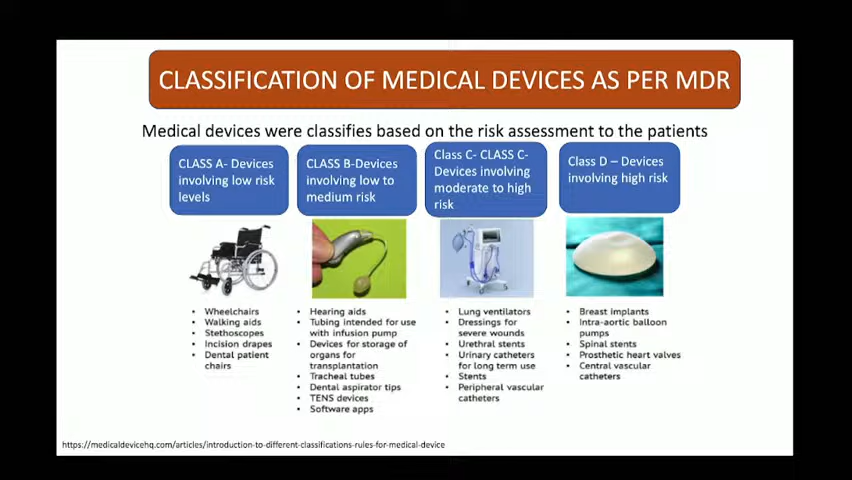 CLASSIFICATION OF MEDICAL DEVICES AS PER MDR
Medical devices were classifies based on the risk assessment to the patients
CLASS A- Devices
involving low risk
levels
CLASS B-Devices
involving low to
medium risk
Class C- CLASS C-
Devices involving
moderate to high
risk
Class D – Devices
involving high risk
• Wheelchairs
• Walking aids
• Stethoscopes
• Incision drapes
• Dental patient
chairs
• Hearing aids
• Tubing intended for use
with infusion pump
• Devices for storage of
organs for
transplantation
• Tracheal tubes
• Dental aspirator tips
• TENS devices
• Software apps
• Lung ventilators
• Dressings for
severe wounds
• Urethral stents
• Urinary catheters
for long term use
• Stents
• Peripheral vascular
catheters
• Breast implants
• Intra-aortic balloon
pumps
• Spinal stents
• Prosthetic heart valves
• Central vascular
catheters
https://medicaldevicehq.com/articles/introduction-to-different-classifications-rules-for-medical-device